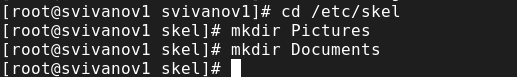 [root@svivanov1 svivanov1]# cd /etc/skel
[root@svivanov1 skel]# mkdir Pictures
[root@svivanov1 skel]# mkdir Documents
[root@svivanov1 skel]#